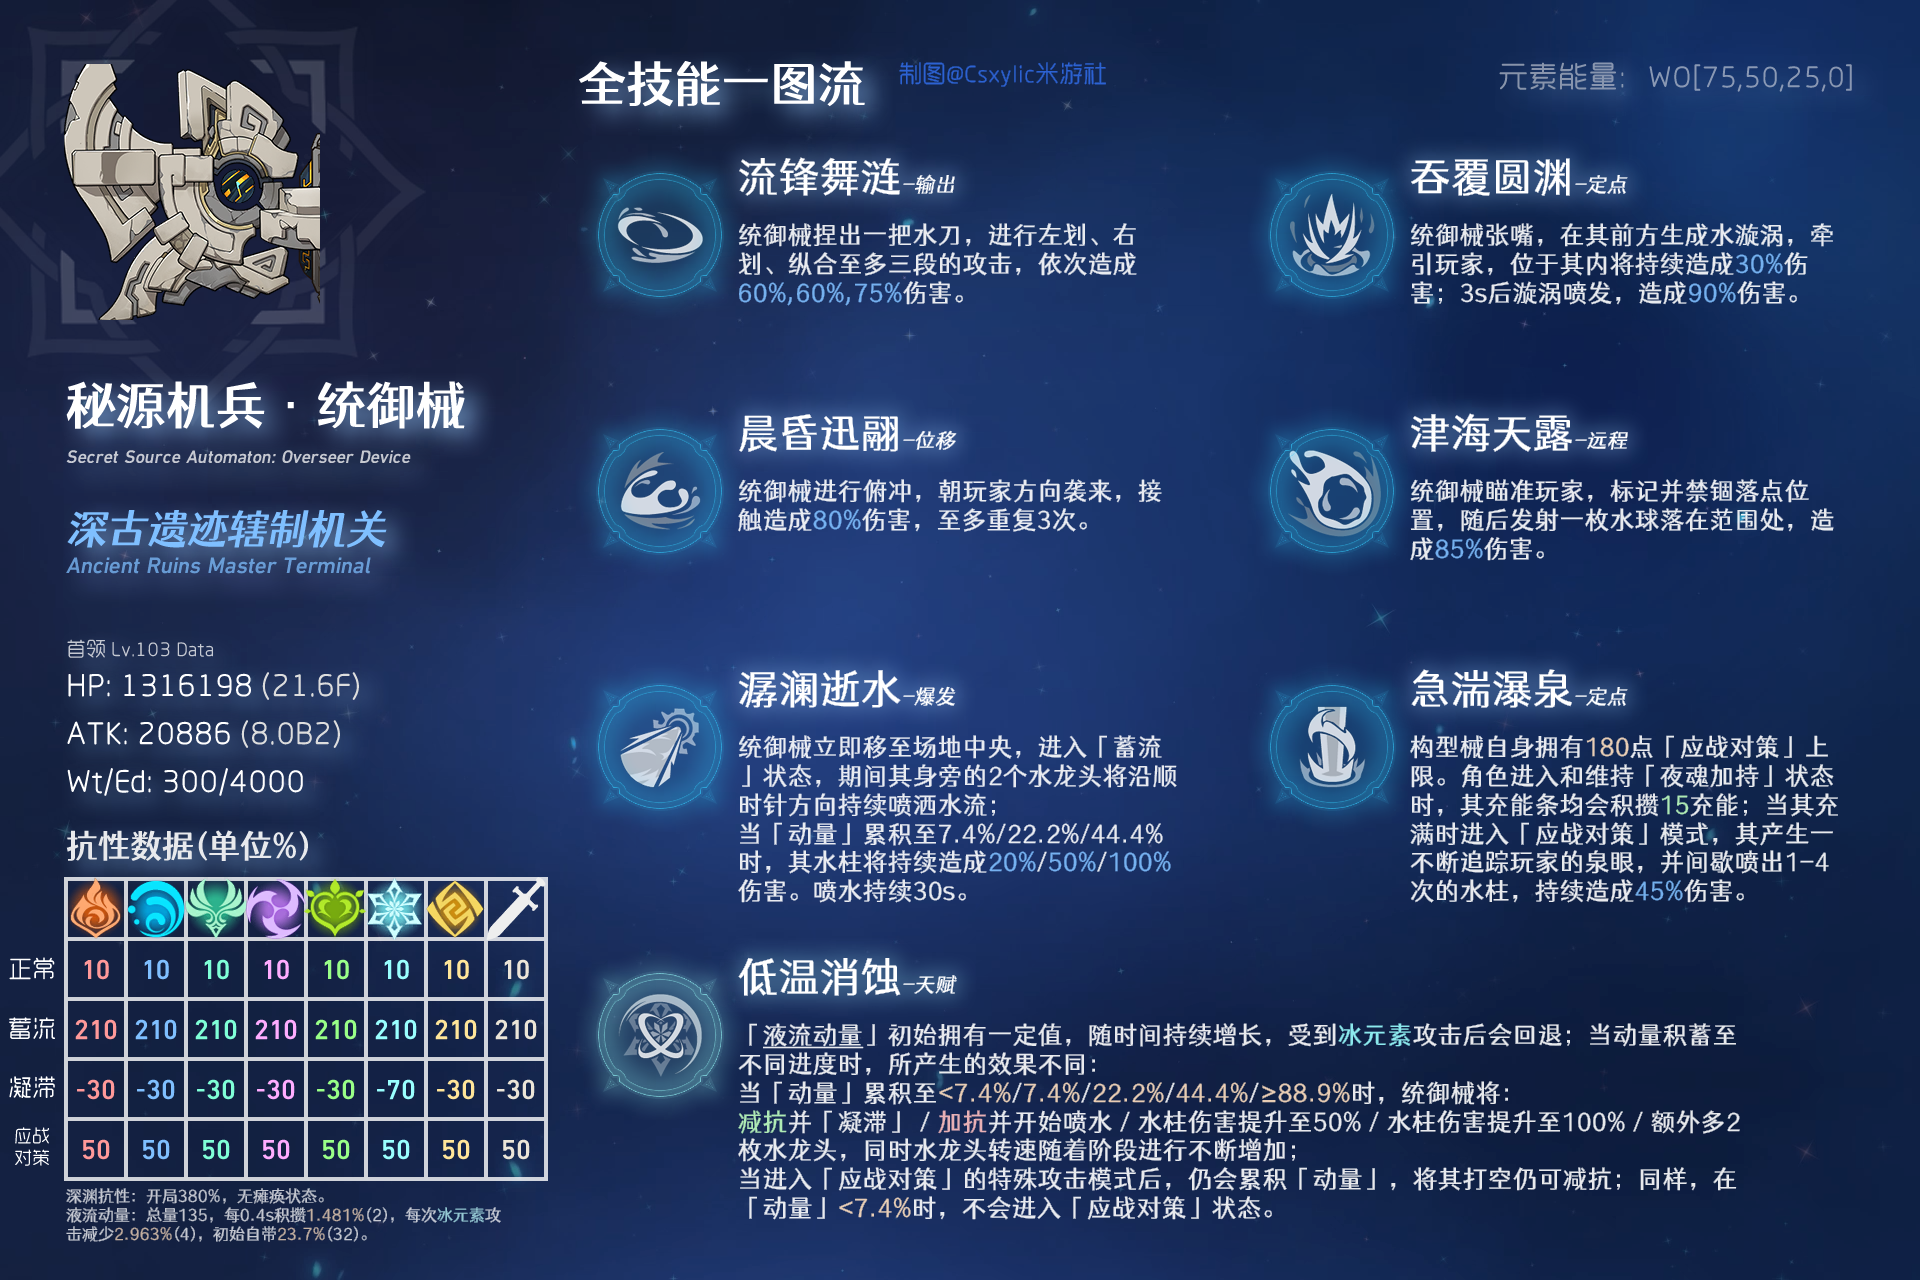 全技能一图流
制图@Csxylic米游社
元素能量: W0[75,50,25,0]
秘源机兵·统御械
Secret Source Automaton: Overseer Device
深古遗迹辖制机关
Ancient Ruins Master Terminal
首领 Lv.103 Data
HP: 1316198 (21.6F)
ATK: 20886 (8.0B2)
Wt/Ed: 300/4000
抗性数据(单位%)
正常 10 10 10 10 10 10 10 10
蓄流 210 210 210 210 210 210 210 210
凝滞 -30 -30 -30 -30 -30 -70 -30 -30
应战
对策 50 50 50 50 50 50 50 50
深渊抗性：开局380%，无瘫痪状态。
液流动量：总量135，每0.4s积攒1.481%(2)，每次冰元素攻
击减少2.963%(4)，初始自带23.7%(32)。
流锋舞涟-输出
统御械捏出一把水刀，进行左划、右
划、纵合至多三段的攻击，依次造成
60%,60%,75%伤害。
吞覆圆渊-定点
统御械张嘴，在其前方生成水漩涡，牵
引玩家，位于其内将持续造成30%伤
害；3s后漩涡喷发，造成90%伤害。
晨昏迅翮-位移
统御械进行俯冲，朝玩家方向袭来，接
触造成80%伤害，至多重复3次。
津海天露-远程
统御械瞄准玩家，标记并禁锢落点位
置，随后发射一枚水球落在范围处，造
成85%伤害。
潺澜逝水-爆发
统御械立即移至场地中央，进入「蓄流
」状态，期间其身旁的2个水龙头将沿顺
时针方向持续喷洒水流；
当「动量」累积至7.4%/22.2%/44.4%
时，其水柱将持续造成20%/50%/100%
伤害。喷水持续30s。
急湍瀑泉-定点
构型械自身拥有180点「应战对策」上
限。角色进入和维持「夜魂加持」状态
时，其充能条均会积攒15充能；当其充
满时进入「应战对策」模式，其产生一
不断追踪玩家的泉眼，并间歇喷出1-4
次的水柱，持续造成45%伤害。
低温消蚀-天赋
「液流动量」初始拥有一定值，随时间持续增长，受到冰元素攻击后会回退；当动量积蓄至
不同进度时，所产生的效果不同：
当「动量」累积至<7.4%/7.4%/22.2%/44.4%/≥88.9%时，统御械将：
减抗并「凝滞」 / 加抗并开始喷水 / 水柱伤害提升至50% / 水柱伤害提升至100% / 额外多2
枚水龙头，同时水龙头转速随着阶段进行不断增加；
当进入「应战对策」的特殊攻击模式后，仍会累积「动量」，将其打空仍可减抗；同样，在
「动量」<7.4%时，不会进入「应战对策」状态。